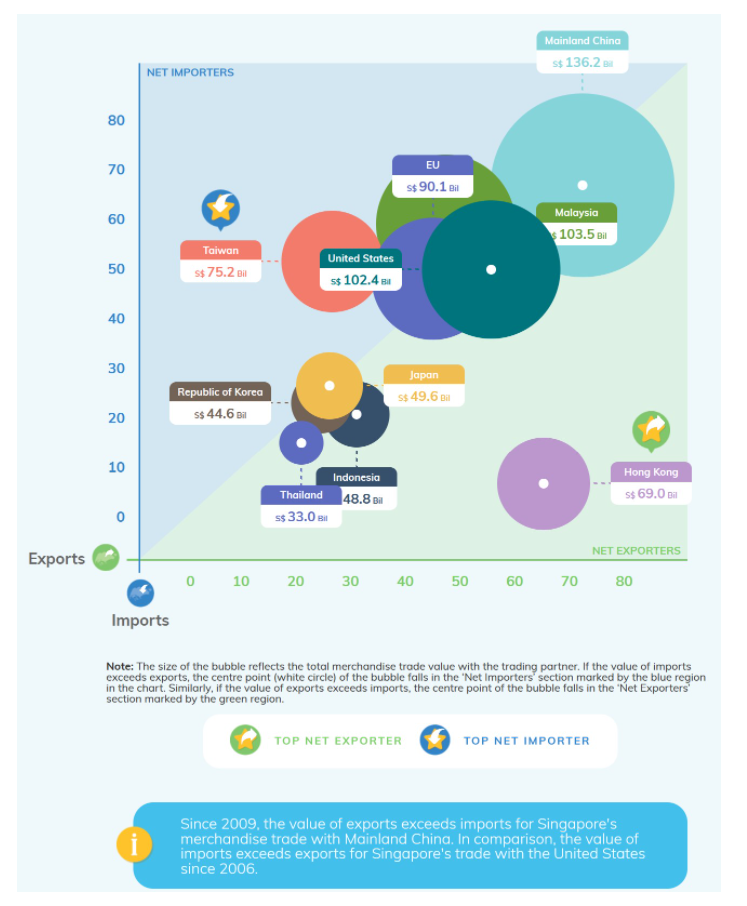 Mainland China
S$ 136.2 Bil
NET IMPORTERS
80
70
60
50
40
30
20
10
0
EU
S$ 90.1 Bil
Malaysia
$ 103.5 Bil
Taiwan
S$ 75.2 Bil
United States
S$ 102.4 Bil
Japan
S$ 49.6 Bil
Republic of Korea
S$ 44.6 Bil
Indonesia
48.8 Bil
Thailand
S$ 33.0 Bil
Hong Kong
S$ 69.0 Bil
NET EXPORTERS
Exports
0 10 20 30 40 50 60 70 80
Imports
Note: The size of the bubble reflects the total merchandise trade value with the trading partner. If the value of imports
exceeds exports, the centre point (white circle) of the bubble falls in the 'Net Importers' section marked by the blue region
in the chart. Similarly, if the value of exports exceeds imports, the centre point of the bubble falls in the 'Net Exporters'
section marked by the green region.
TOP NET EXPORTER TOP NET IMPORTER
i
Since 2009, the value of exports exceeds imports for Singapore's
merchandise trade with Mainland China. In comparison, the value of
imports exceeds exports for Singapore's trade with the United States
since 2006.